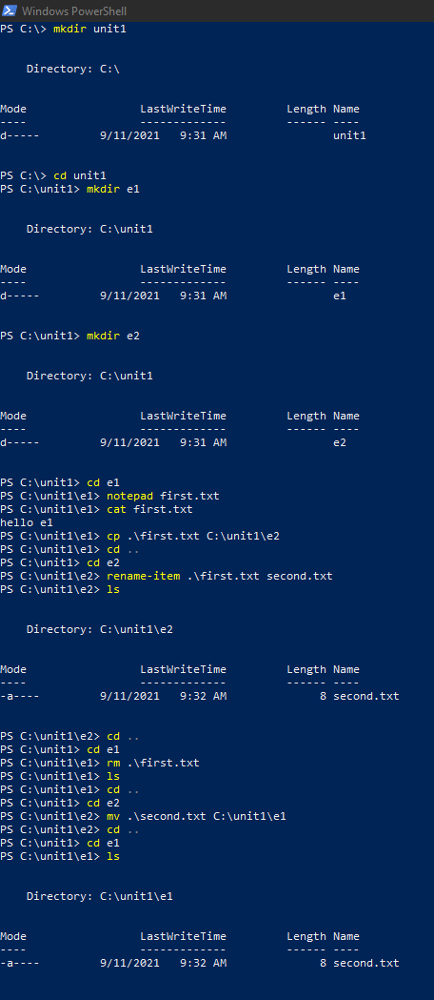 Windows PowerShell
PS C:\> mkdir unit1
    Directory: C:\
Mode                 LastWriteTime         Length Name
----                 -------------         ------ ----
d-----         9/11/2021   9:31 AM                unit1
PS C:\> cd unit1
PS C:\unit1> mkdir e1
    Directory: C:\unit1
Mode                 LastWriteTime         Length Name
----                 -------------         ------ ----
d-----         9/11/2021   9:31 AM                e1
PS C:\unit1> mkdir e2
    Directory: C:\unit1
Mode                 LastWriteTime         Length Name
----                 -------------         ------ ----
d-----         9/11/2021   9:31 AM                e2
PS C:\unit1> cd e1
PS C:\unit1\e1> notepad first.txt
PS C:\unit1\e1> cat first.txt
hello e1
PS C:\unit1\e1> cp .\first.txt C:\unit1\e2
PS C:\unit1\e1> cd ..
PS C:\unit1> cd e2
PS C:\unit1\e2> rename-item .\first.txt second.txt
PS C:\unit1\e2> ls
    Directory: C:\unit1\e2
Mode                 LastWriteTime         Length Name
----                 -------------         ------ ----
-a----         9/11/2021   9:32 AM              8 second.txt
PS C:\unit1\e2> cd ..
PS C:\unit1> cd e1
PS C:\unit1\e1> rm .\first.txt
PS C:\unit1\e1> ls
PS C:\unit1\e1> cd ..
PS C:\unit1> cd e2
PS C:\unit1\e2> mv .\second.txt C:\unit1\e1
PS C:\unit1\e2> cd ..
PS C:\unit1> cd e1
PS C:\unit1\e1> ls
    Directory: C:\unit1\e1
Mode                 LastWriteTime         Length Name
----                 -------------         ------ ----
-a----         9/11/2021   9:32 AM              8 second.txt